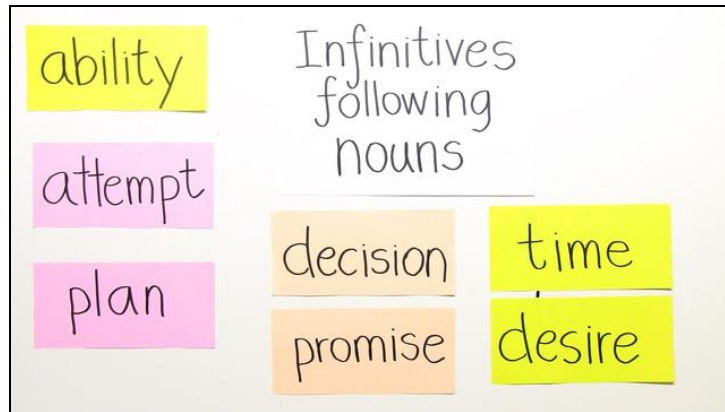 ability
attempt
plan
Infinitives
following
nouns
decision
promise
time
desire